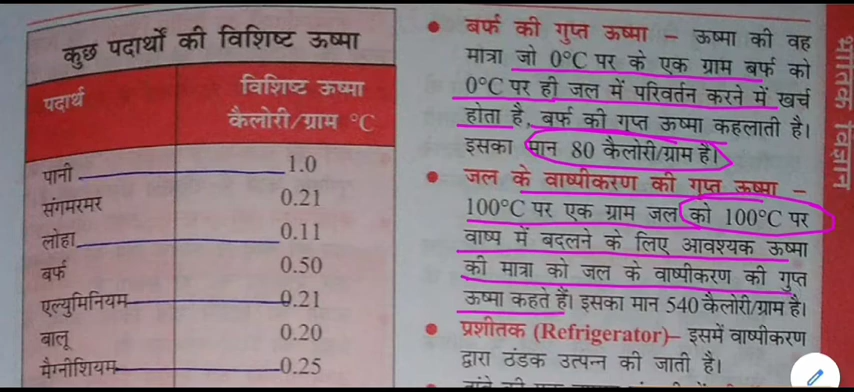 कुछ पदार्थों की विशिष्ट ऊष्मा
पदार्थ
विशिष्ट ऊष्मा
कैलोरी/ग्राम °C
पानी 1.0
संगमरमर 0.21
लोहा 0.11
बर्फ 0.50
एल्युमिनियम 0.21
बालू 0.20
मैग्नीशियम 0.25
• बर्फ की गुप्त ऊष्मा – ऊष्मा की वह
मात्रा जो 0°C पर के एक ग्राम बर्फ को
0°C पर ही जल में परिवर्तन करने में खर्च
होता है, बर्फ की गुप्त ऊष्मा कहलाती है।
इसका मान 80 कैलोरी/ग्राम है।
• जल के वाष्पीकरण की गुप्त ऊष्मा –
100°C पर एक ग्राम जल को 100°C पर
वाष्प में बदलने के लिए आवश्यक ऊष्मा
की मात्रा को जल के वाष्पीकरण की गुप्त
ऊष्मा कहते हैं। इसका मान 540 कैलोरी/ग्राम है।
• प्रशीतक (Refrigerator)– इसमें वाष्पीकरण
द्वारा ठंडक उत्पन्न की जाती है।
भौतिक विज्ञान